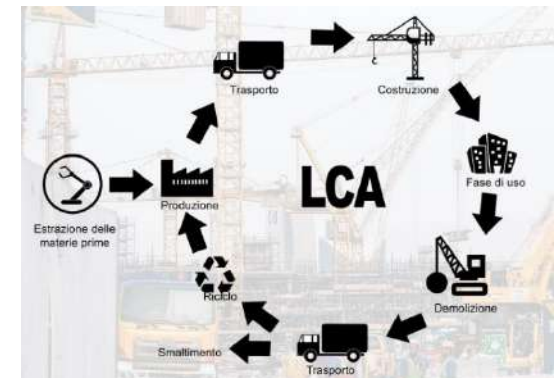 Trasporto
Costruzione
LCA
Fase di uso
Produzione
Estrazione delle
materie prime
Riciclo
Demolizione
Smaltimento
Trasporto